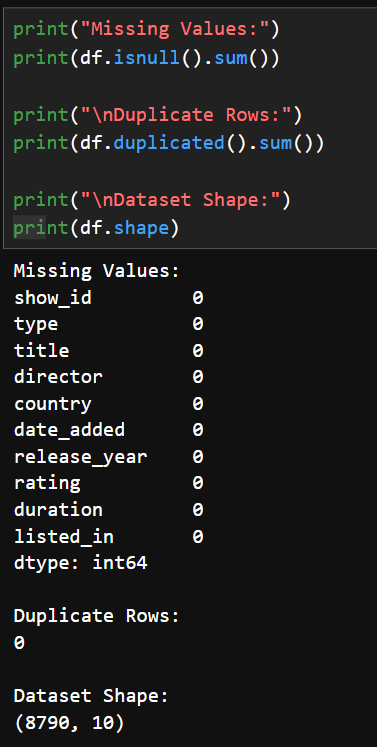 print("Missing Values:")
print(df.isnull().sum())
print("\nDuplicate Rows:")
print(df.duplicated().sum())
print("\nDataset Shape:")
print(df.shape)
Missing Values:
show_id 0
type 0
title 0
director 0
country 0
date_added 0
release_year 0
rating 0
duration 0
listed_in 0
dtype: int64
Duplicate Rows:
0
Dataset Shape:
(8790, 10)